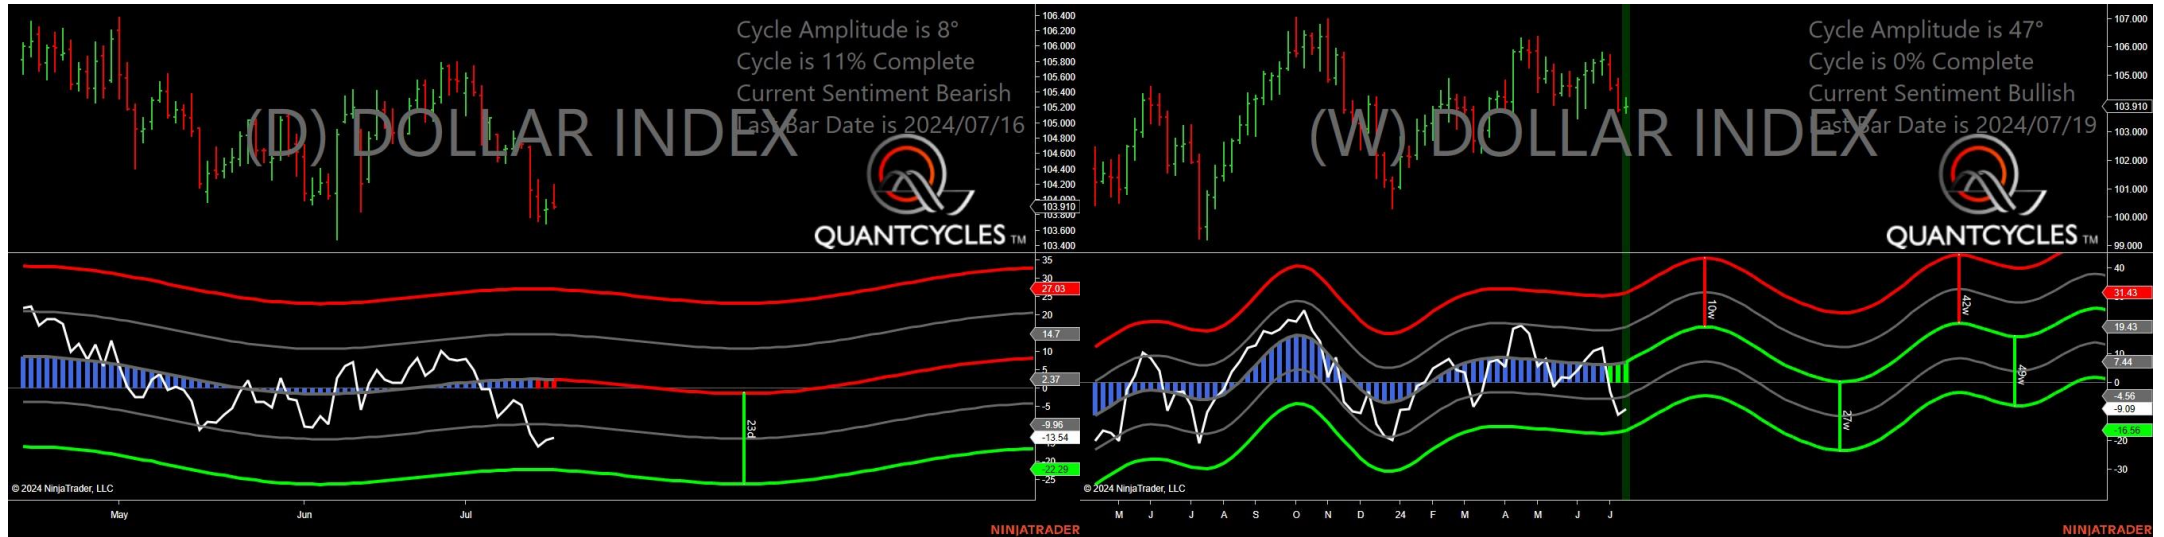 Cycle Amplitude is 8°
Cycle is 11% Complete
Current Sentiment Bearish
Last Bar Date is 2024/07/16
(D) DOLLAR INDEX
QUANTCYCLES TM
106.400
106.200
106.000
105.800
105.600
105.400
105.200
105.000
104.800
104.600
104.400
104.200
104.000
103.910
103.800
103.600
103.400
35
30
27.03
25
20
14.7
10
5
2.37
0
-5
-9.96
-13.54
-15
-20
-22.29
-25
23d
© 2024 NinjaTrader, LLC
May Jun Jul
NINJATRADER
Cycle Amplitude is 47°
Cycle is 0% Complete
Current Sentiment Bullish
Last Bar Date is 2024/07/19
(W) DOLLAR INDEX
QUANTCYCLES TM
107.000
106.000
105.000
103.910
103.000
102.000
101.000
100.000
99.000
40
31.43
19.43
10
7.44
0
-4.56
-9.09
-16.56
-20
-30
10w
27w
42w
49w
© 2024 NinjaTrader, LLC
M J J A S O N D 24 F M A M J J
NINJATRADER